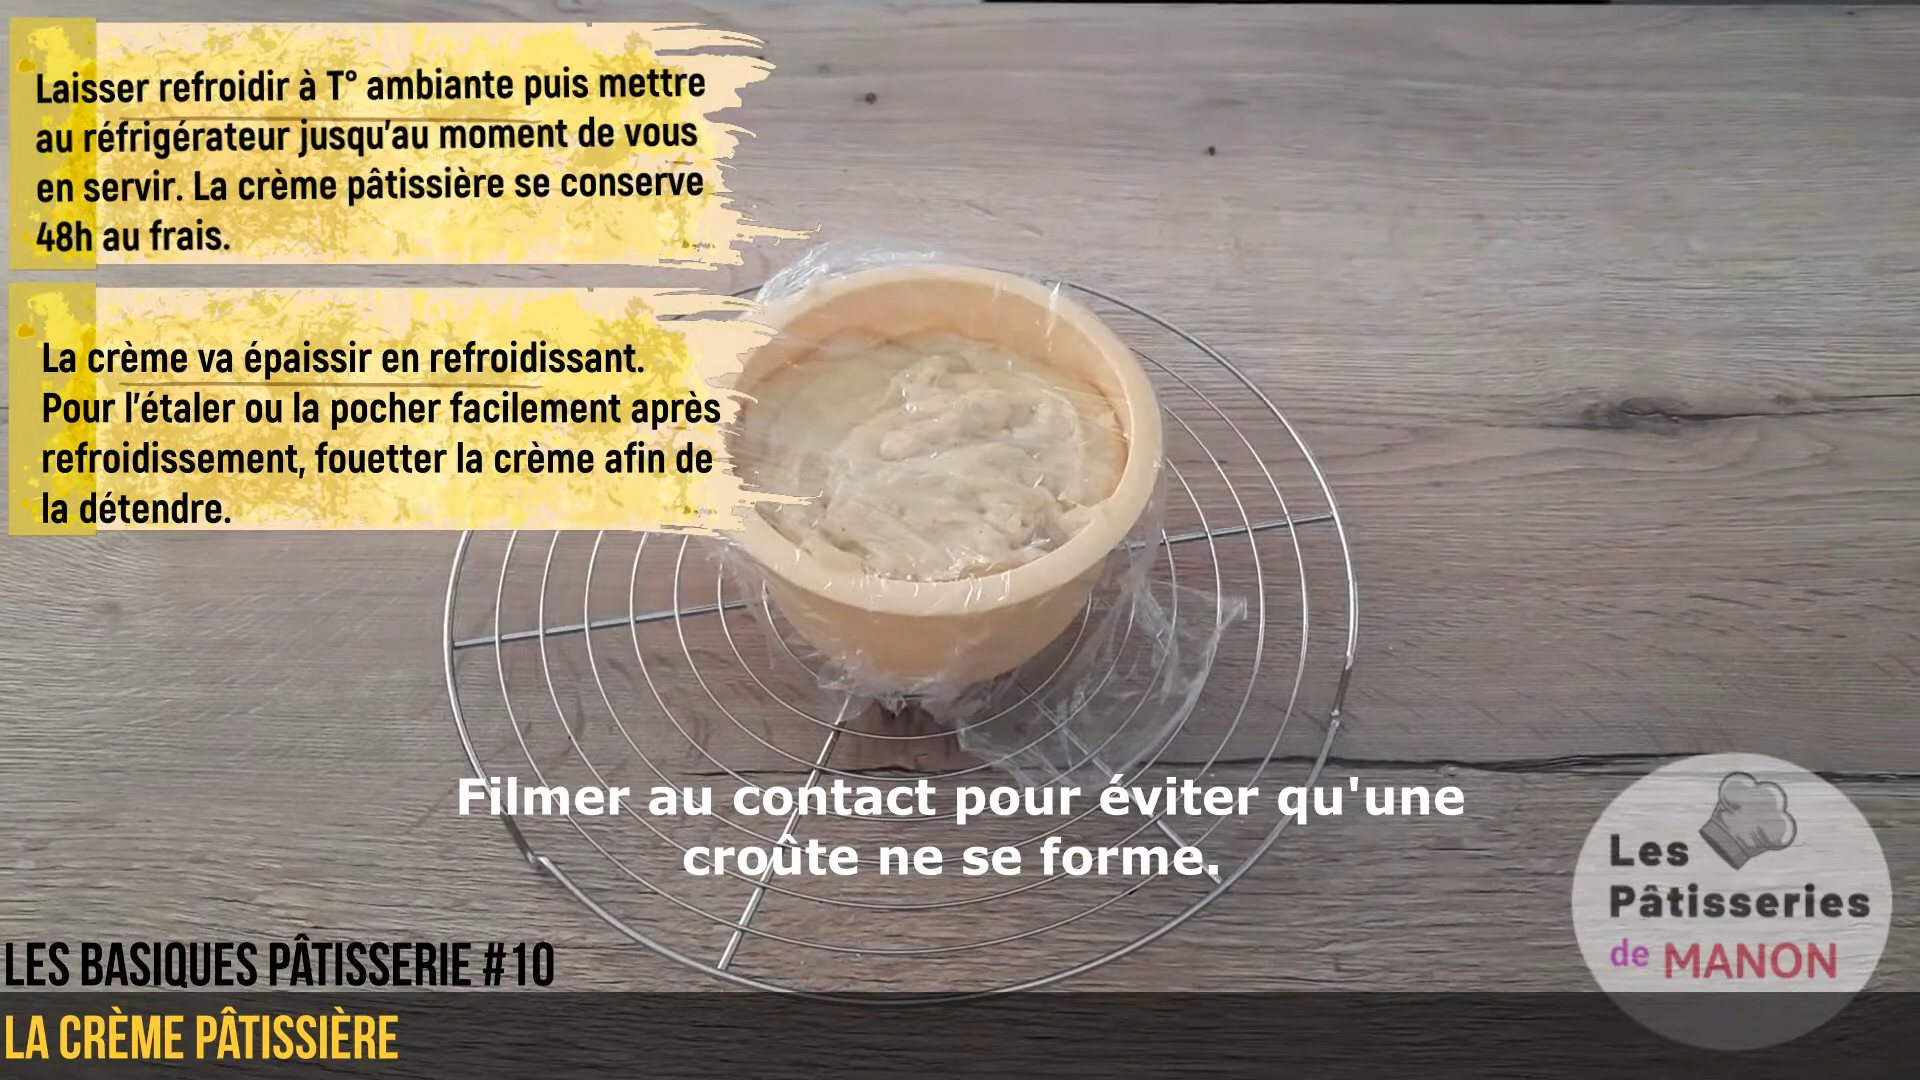 Laisser refroidir à T° ambiante puis mettre
au réfrigérateur jusqu'au moment de vous
en servir. La crème pâtissière se conserve
48h au frais.
La crème va épaissir en refroidissant.
Pour l'étaler ou la pocher facilement après
refroidissement, fouetter la crème afin de
la détendre.
Filmer au contact pour éviter qu'une
croûte ne se forme.
Les
Pâtisseries
de MANON
LES BASIQUES PÂTISSERIE #10
LA CRÈME PÂTISSIÈRE